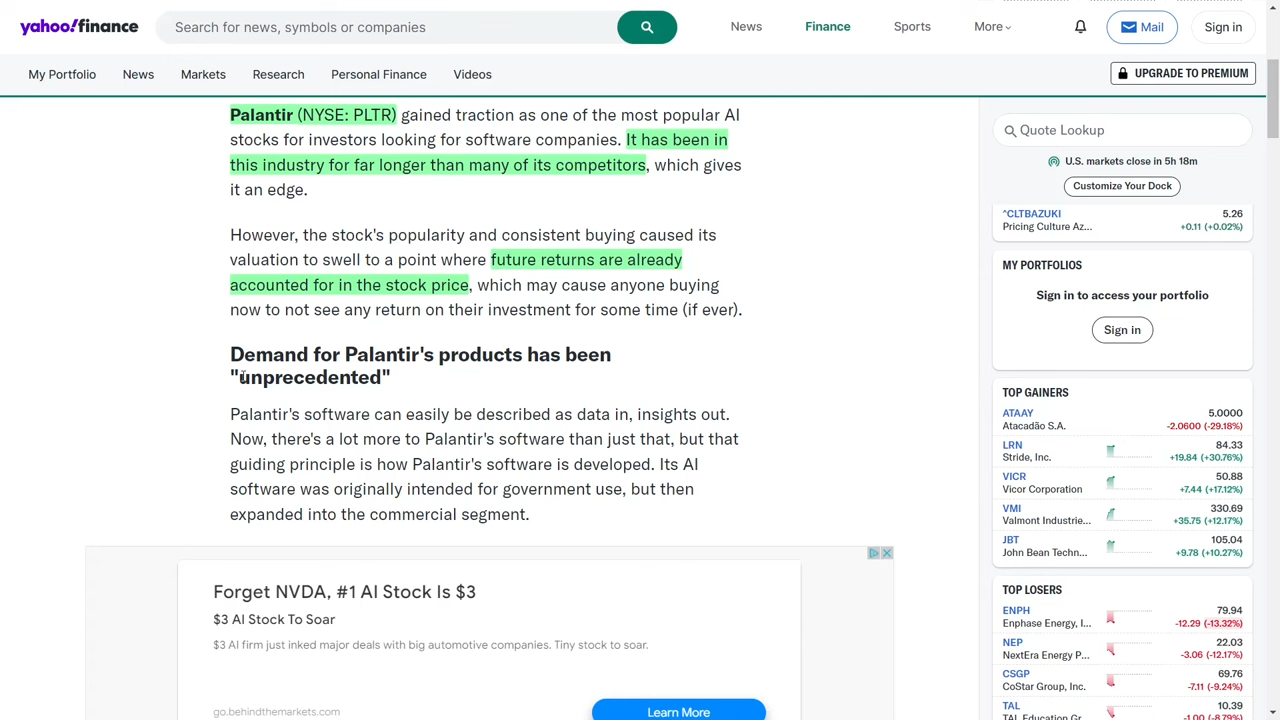 yahoo!finance
Search for news, symbols or companies
News
Finance
Sports
More
Mail
Sign in
My Portfolio
News
Markets
Research
Personal Finance
Videos
UPGRADE TO PREMIUM
Palantir (NYSE: PLTR) gained traction as one of the most popular AI
stocks for investors looking for software companies. It has been in
this industry for far longer than many of its competitors, which gives
it an edge.
However, the stock's popularity and consistent buying caused its
valuation to swell to a point where future returns are already
accounted for in the stock price, which may cause anyone buying
now to not see any return on their investment for some time (if ever).
Demand for Palantir's products has been
"unprecedented"
Palantir's software can easily be described as data in, insights out.
Now, there's a lot more to Palantir's software than just that, but that
guiding principle is how Palantir's software is developed. Its AI
software was originally intended for government use, but then
expanded into the commercial segment.
Forget NVDA, #1 AI Stock Is $3
$3 AI Stock To Soar
$3 AI firm just inked major deals with big automotive companies. Tiny stock to soar.
go.behindthemarkets.com
Learn More
Quote Lookup
U.S. markets close in 5h 18m
Customize Your Dock
^CLTBAZUKI 5.26
Pricing Culture Az... +0.11 (+0.02%)
MY PORTFOLIOS
Sign in to access your portfolio
Sign in
TOP GAINERS
ATAAY 5.0000
Atacadão S.A. -2.0600 (-29.18%)
LRN 84.33
Stride, Inc. +19.84 (+30.76%)
VICR 50.88
Vicor Corporation +7.44 (+17.12%)
VMI 330.69
Valmont Industrie... +35.75 (+12.17%)
JBT 105.04
John Bean Techn... +9.78 (+10.27%)
TOP LOSERS
ENPH 79.94
Enphase Energy, I... -12.29 (-13.32%)
NEP 22.03
NextEra Energy P... -3.06 (-12.17%)
CSGP 69.76
CoStar Group, Inc. -7.11 (-9.24%)
TAL 10.39
TAL Education Gr... -1.00 (-8.79%)